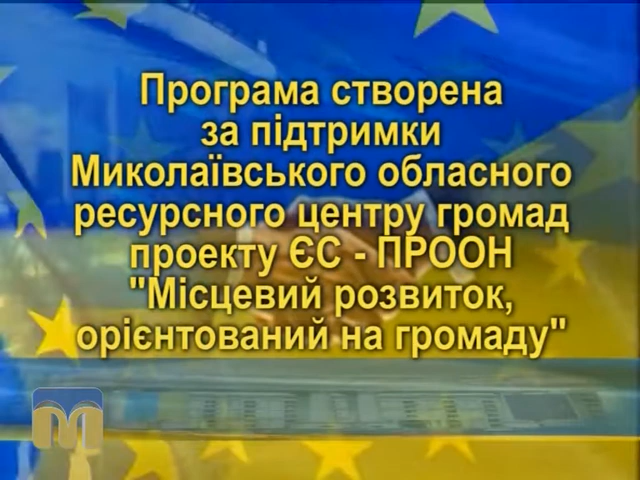 Програма створена
за підтримки
Миколаївського обласного
ресурсного центру громад
проекту ЄС - ПРООН
"Місцевий розвиток,
орієнтований на громаду"
М